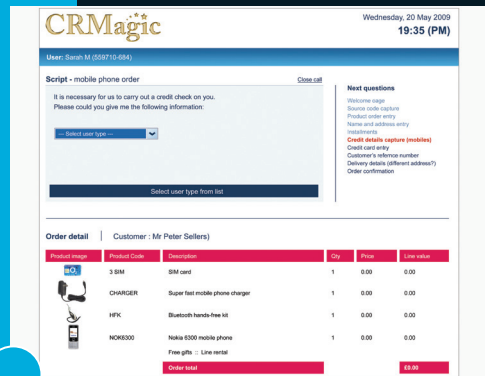 CRMagic
Wednesday, 20 May 2009
19:35 (PM)
User: Sarah M (559710-684)
Script - mobile phone order
Close call
It is necessary for us to carry out a credit check on you.
Please could you give me the following information:
--- Select user type ---
Select user type from list
Next questions
Welcome page
Source code capture
Product order entry
Name and address entry
Installments
Credit details capture (mobiles)
Credit card entry
Customer's refernce number
Delivery details (different address?)
Order confirmation
Order detail | Customer : Mr Peter Sellers)
Product image Product Code Description Qty Price Line value
O2 3 SIM SIM card 1 0.00 0.00
CHARGER Super fast mobile phone charger 1 0.00 0.00
HFK Bluetooth hands-free kit 1 0.00 0.00
NOK6300 Nokia 6300 mobile phone 1 0.00 0.00
Free gifts :: Line rental
Order total £0.00